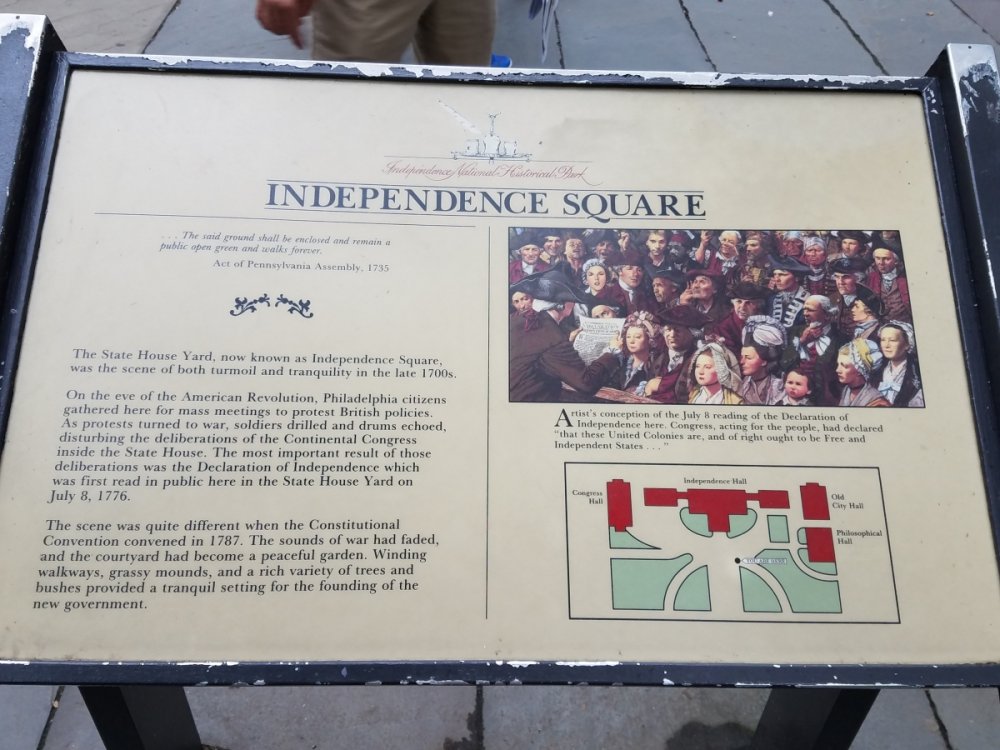 Independence National Historical Park
INDEPENDENCE SQUARE
. . . The said ground shall be enclosed and remain a
public open green and walks forever.
Act of Pennsylvania Assembly, 1735
The State House Yard, now known as Independence Square,
was the scene of both turmoil and tranquility in the late 1700s.
On the eve of the American Revolution, Philadelphia citizens
gathered here for mass meetings to protest British policies.
As protests turned to war, soldiers drilled and drums echoed,
disturbing the deliberations of the Continental Congress
inside the State House. The most important result of those
deliberations was the Declaration of Independence which
was first read in public here in the State House Yard on
July 8, 1776.
The scene was quite different when the Constitutional
Convention convened in 1787. The sounds of war had faded,
and the courtyard had become a peaceful garden. Winding
walkways, grassy mounds, and a rich variety of trees and
bushes provided a tranquil setting for the founding of the
new government.
Artist's conception of the July 8 reading of the Declaration of
Independence here. Congress, acting for the people, had declared
"that these United Colonies are, and of right ought to be Free and
Independent States . . . "
Congress
Hall
Independence Hall
Old
City Hall
Philosophical
Hall
YOU ARE HERE